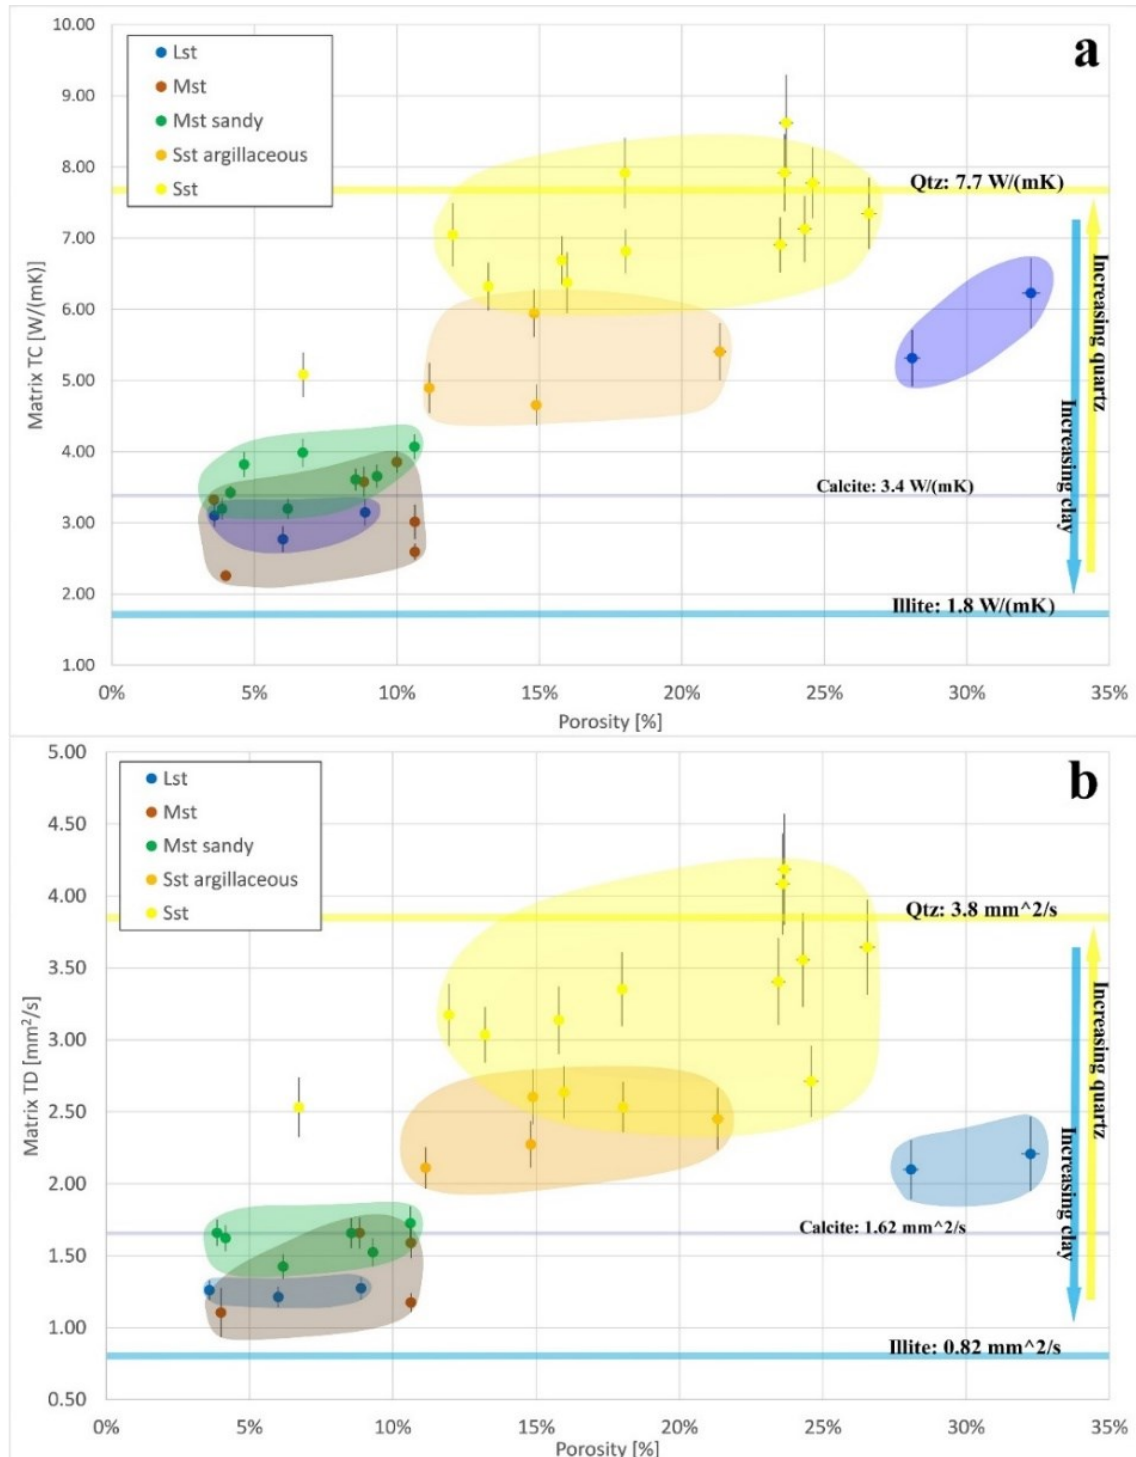 a
10.00
9.00
8.00
7.00
6.00
5.00
4.00
3.00
2.00
1.00
Matrix TC [W/(mK)]
Lst
Mst
Mst sandy
Sst argillaceous
Sst
Qtz: 7.7 W/(mK)
Calcite: 3.4 W/(mK)
Illite: 1.8 W/(mK)
Increasing clay
Increasing quartz
0% 5% 10% 15% 20% 25% 30% 35%
Porosity [%]
b
5.00
4.50
4.00
3.50
3.00
2.50
2.00
1.50
1.00
0.50
Matrix TD [mm²/s]
Lst
Mst
Mst sandy
Sst argillaceous
Sst
Qtz: 3.8 mm^2/s
Calcite: 1.62 mm^2/s
Illite: 0.82 mm^2/s
Increasing clay
Increasing quartz
0% 5% 10% 15% 20% 25% 30% 35%
Porosity [%]